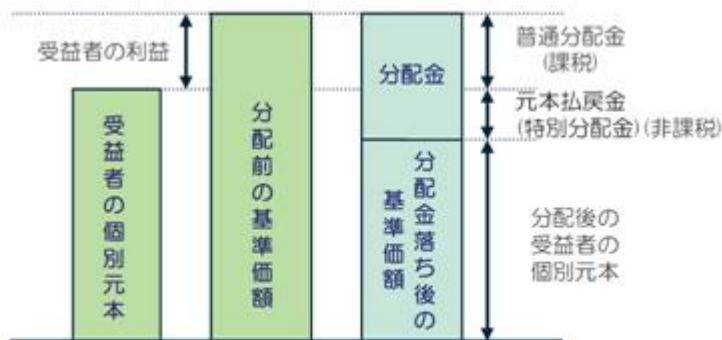 受益者の利益
受益者の個別元本
分配前の基準価額
分配金
分配金落ち後の
基準価額
普通分配金
(課税)
元本払戻金
(特別分配金)(非課税)
分配後の
受益者の
個別元本